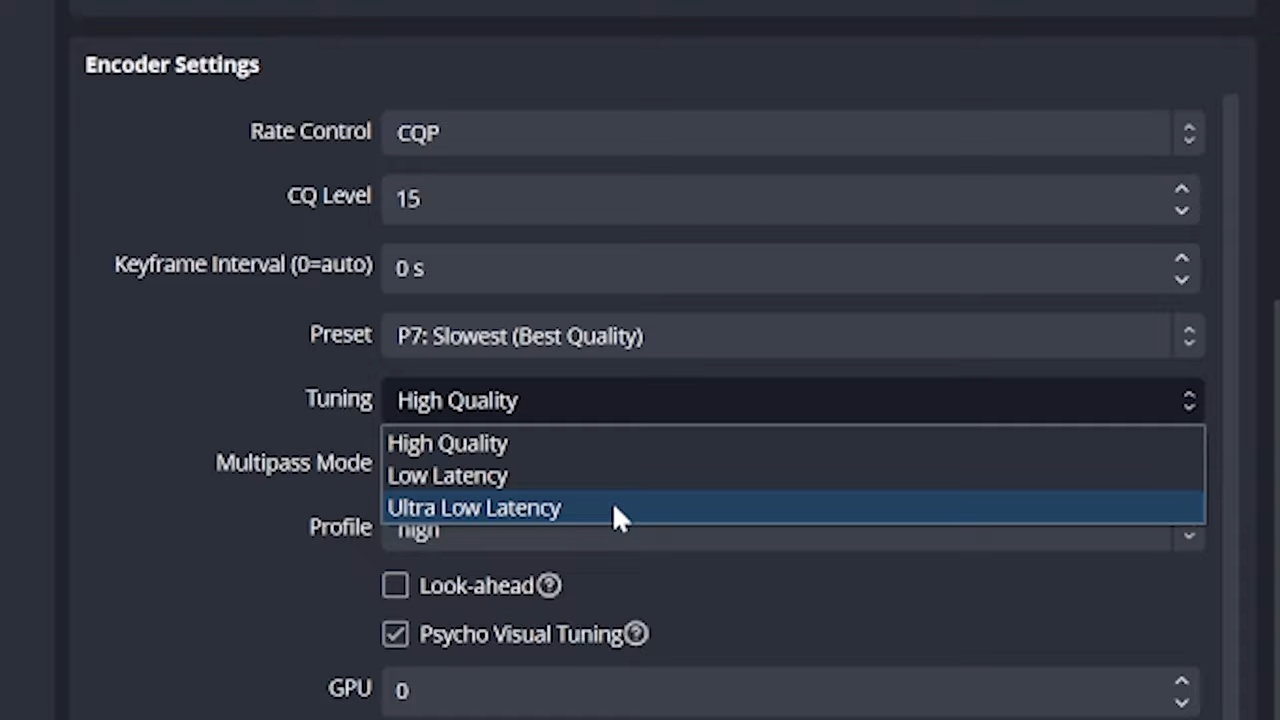 Encoder Settings
Rate Control CQP
CQ Level 15
Keyframe Interval (0=auto) 0 s
Preset P7: Slowest (Best Quality)
Tuning High Quality
High Quality
Multipass Mode
Low Latency
Ultra Low Latency
Profile high
Look-ahead ?
Psycho Visual Tuning ?
GPU 0